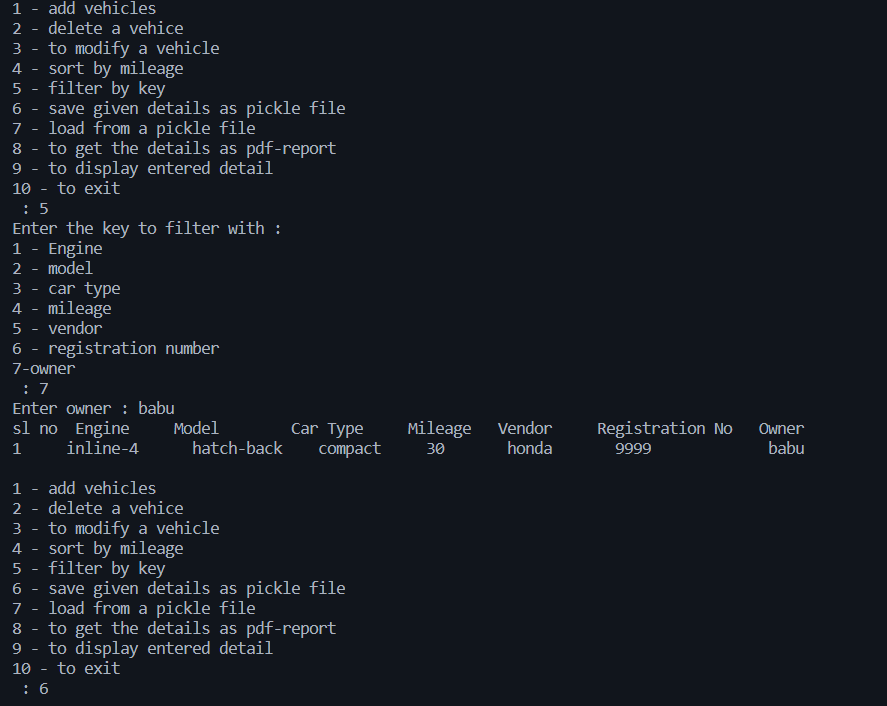 1 - add vehicles
2 - delete a vehice
3 - to modify a vehicle
4 - sort by mileage
5 - filter by key
6 - save given details as pickle file
7 - load from a pickle file
8 - to get the details as pdf-report
9 - to display entered detail
10 - to exit
 : 5
Enter the key to filter with :
1 - Engine
2 - model
3 - car type
4 - mileage
5 - vendor
6 - registration number
7-owner
 : 7
Enter owner : babu
sl no  Engine     Model        Car Type     Mileage   Vendor     Registration No   Owner
1     inline-4      hatch-back    compact     30       honda       9999             babu

1 - add vehicles
2 - delete a vehice
3 - to modify a vehicle
4 - sort by mileage
5 - filter by key
6 - save given details as pickle file
7 - load from a pickle file
8 - to get the details as pdf-report
9 - to display entered detail
10 - to exit
 : 6